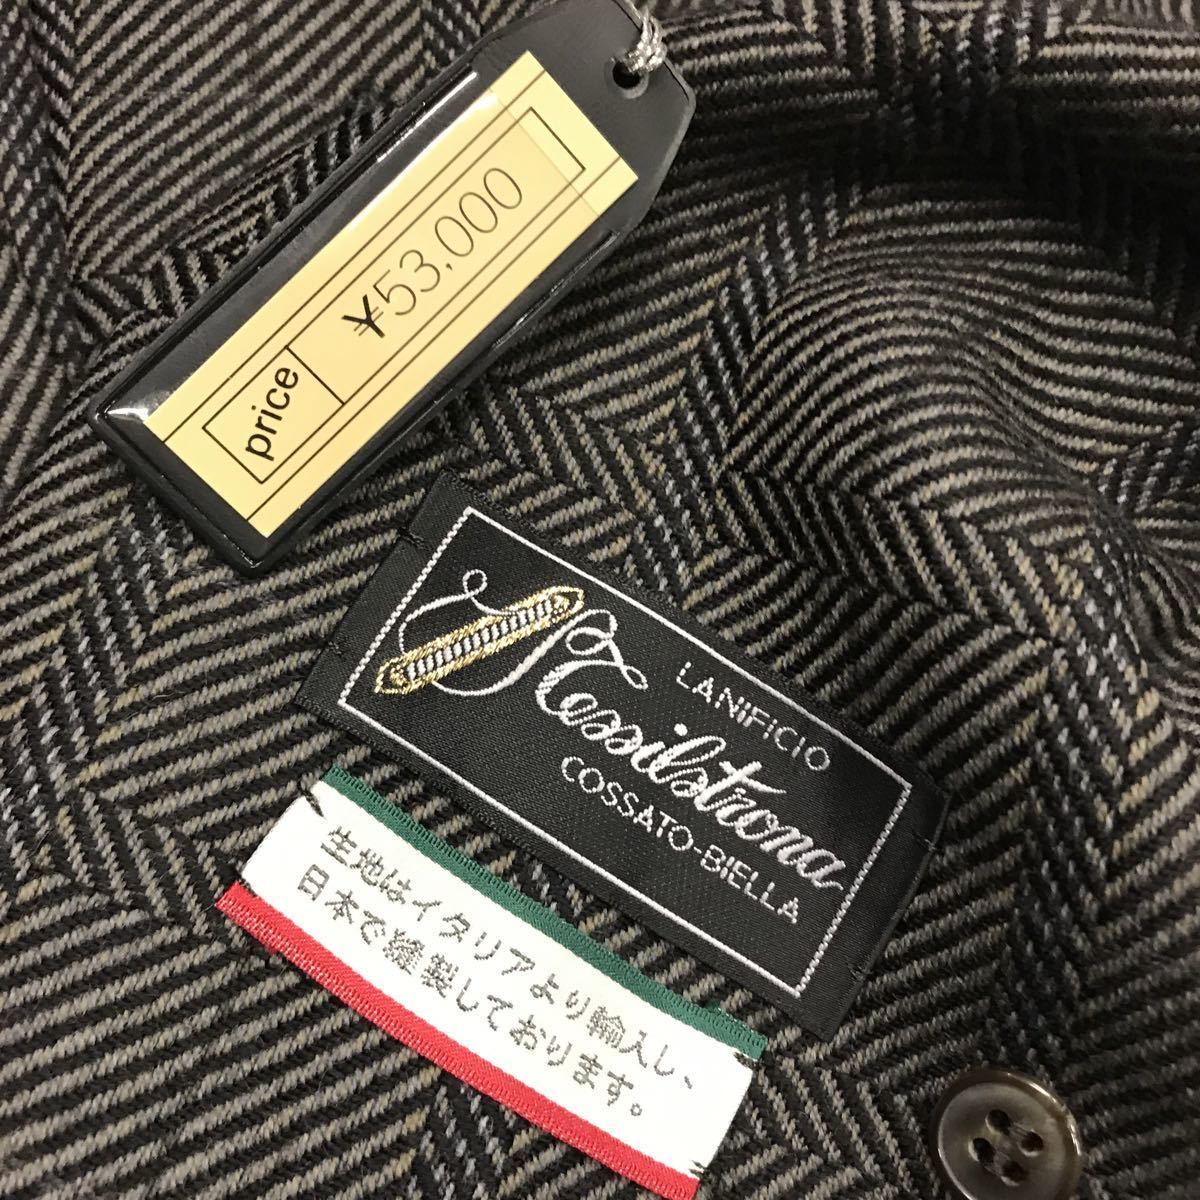 price ¥53,000
LANIFICIO
Tessilstrona
COSSATO-BIELLA
生地はイタリアより輸入し、
日本で縫製しております。